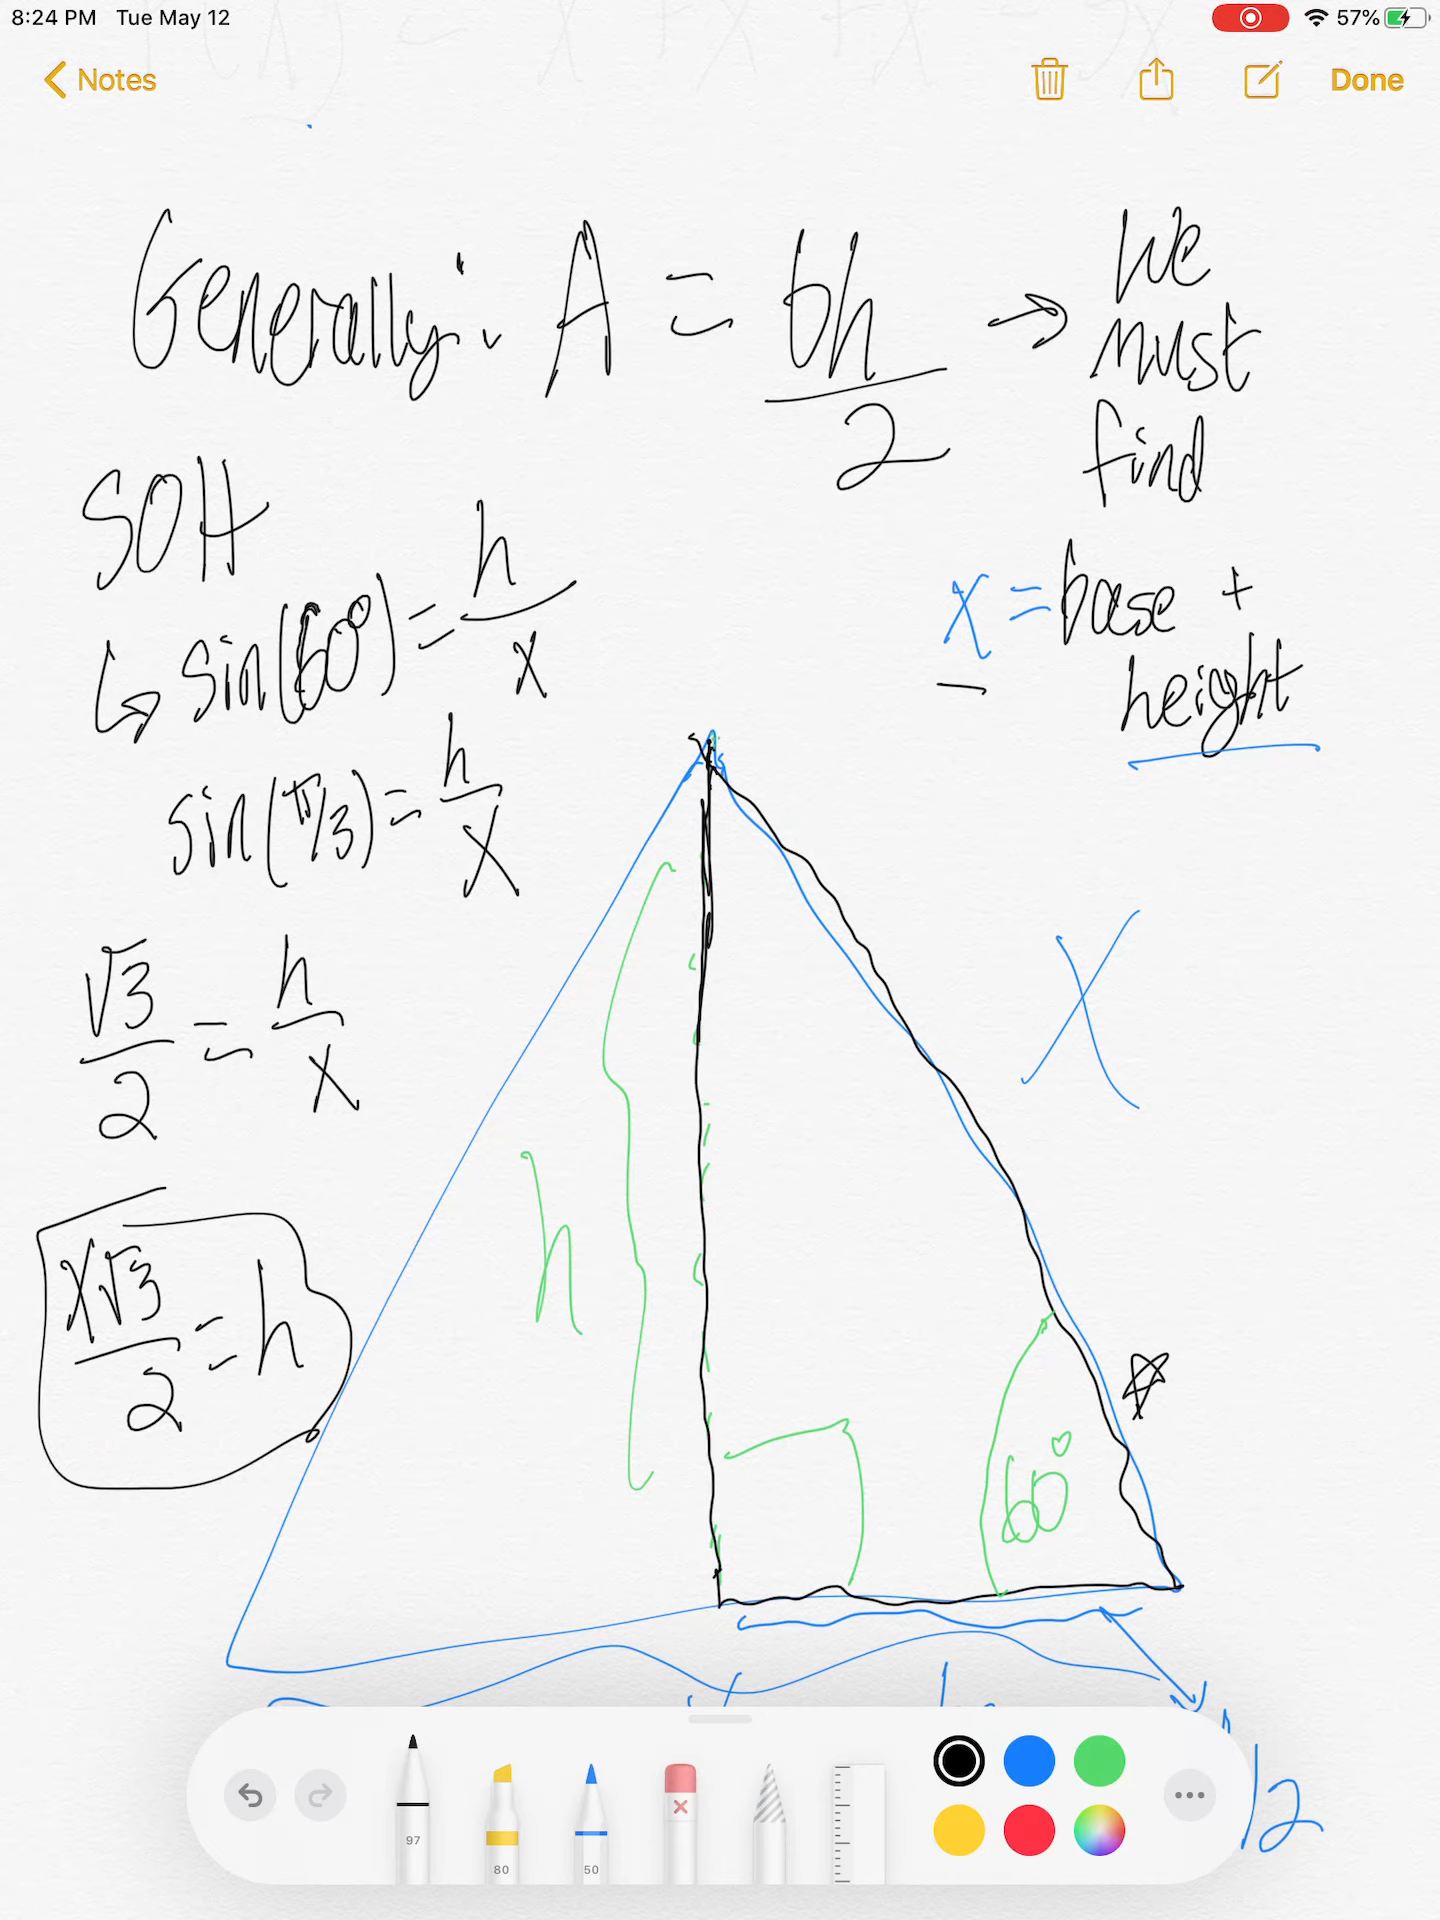 8:24 PM Tue May 12 57%
Notes Done
Generally: A = bh/2 → We must find
x = base + height
SOH
↳ sin(60°) = h/x
sin(π/3) = h/x
√3/2 = h/x
x√3/2 = h
h
x
60°
12
97
80
50